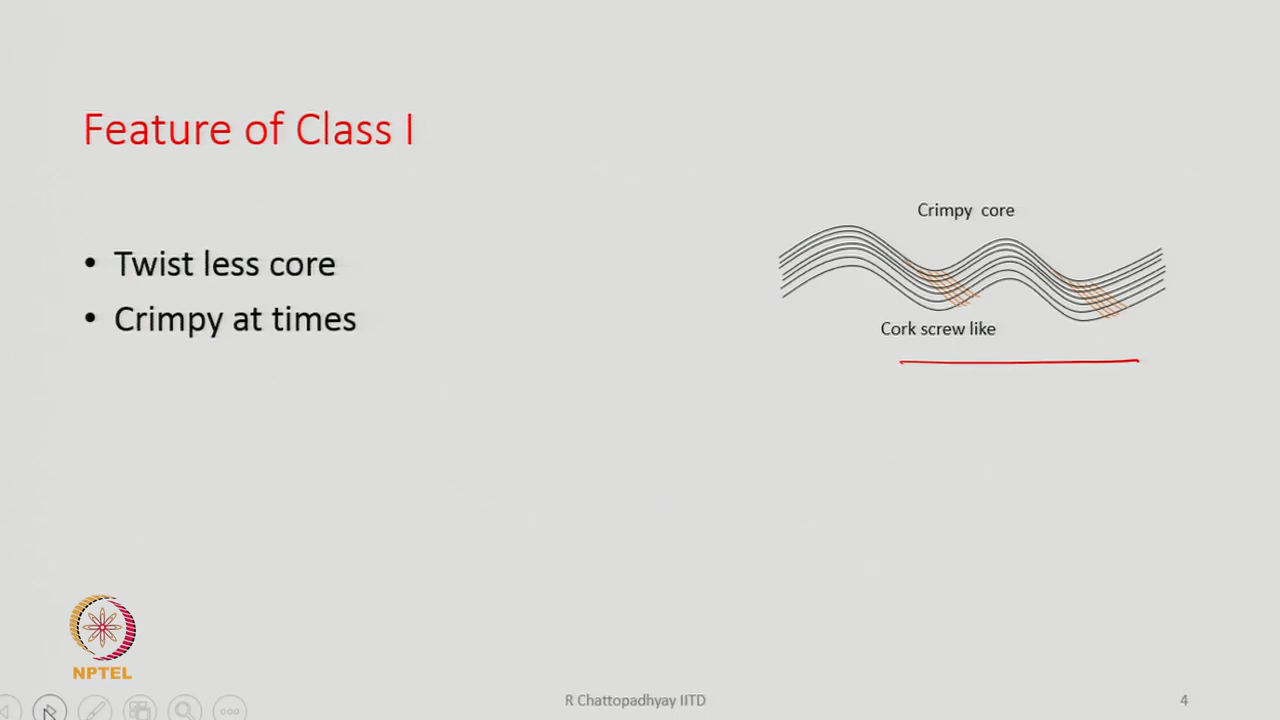 Feature of Class I
Crimpy core
• Twist less core
• Crimpy at times
Cork screw like
NPTEL
R Chattopadhyay IITD
4